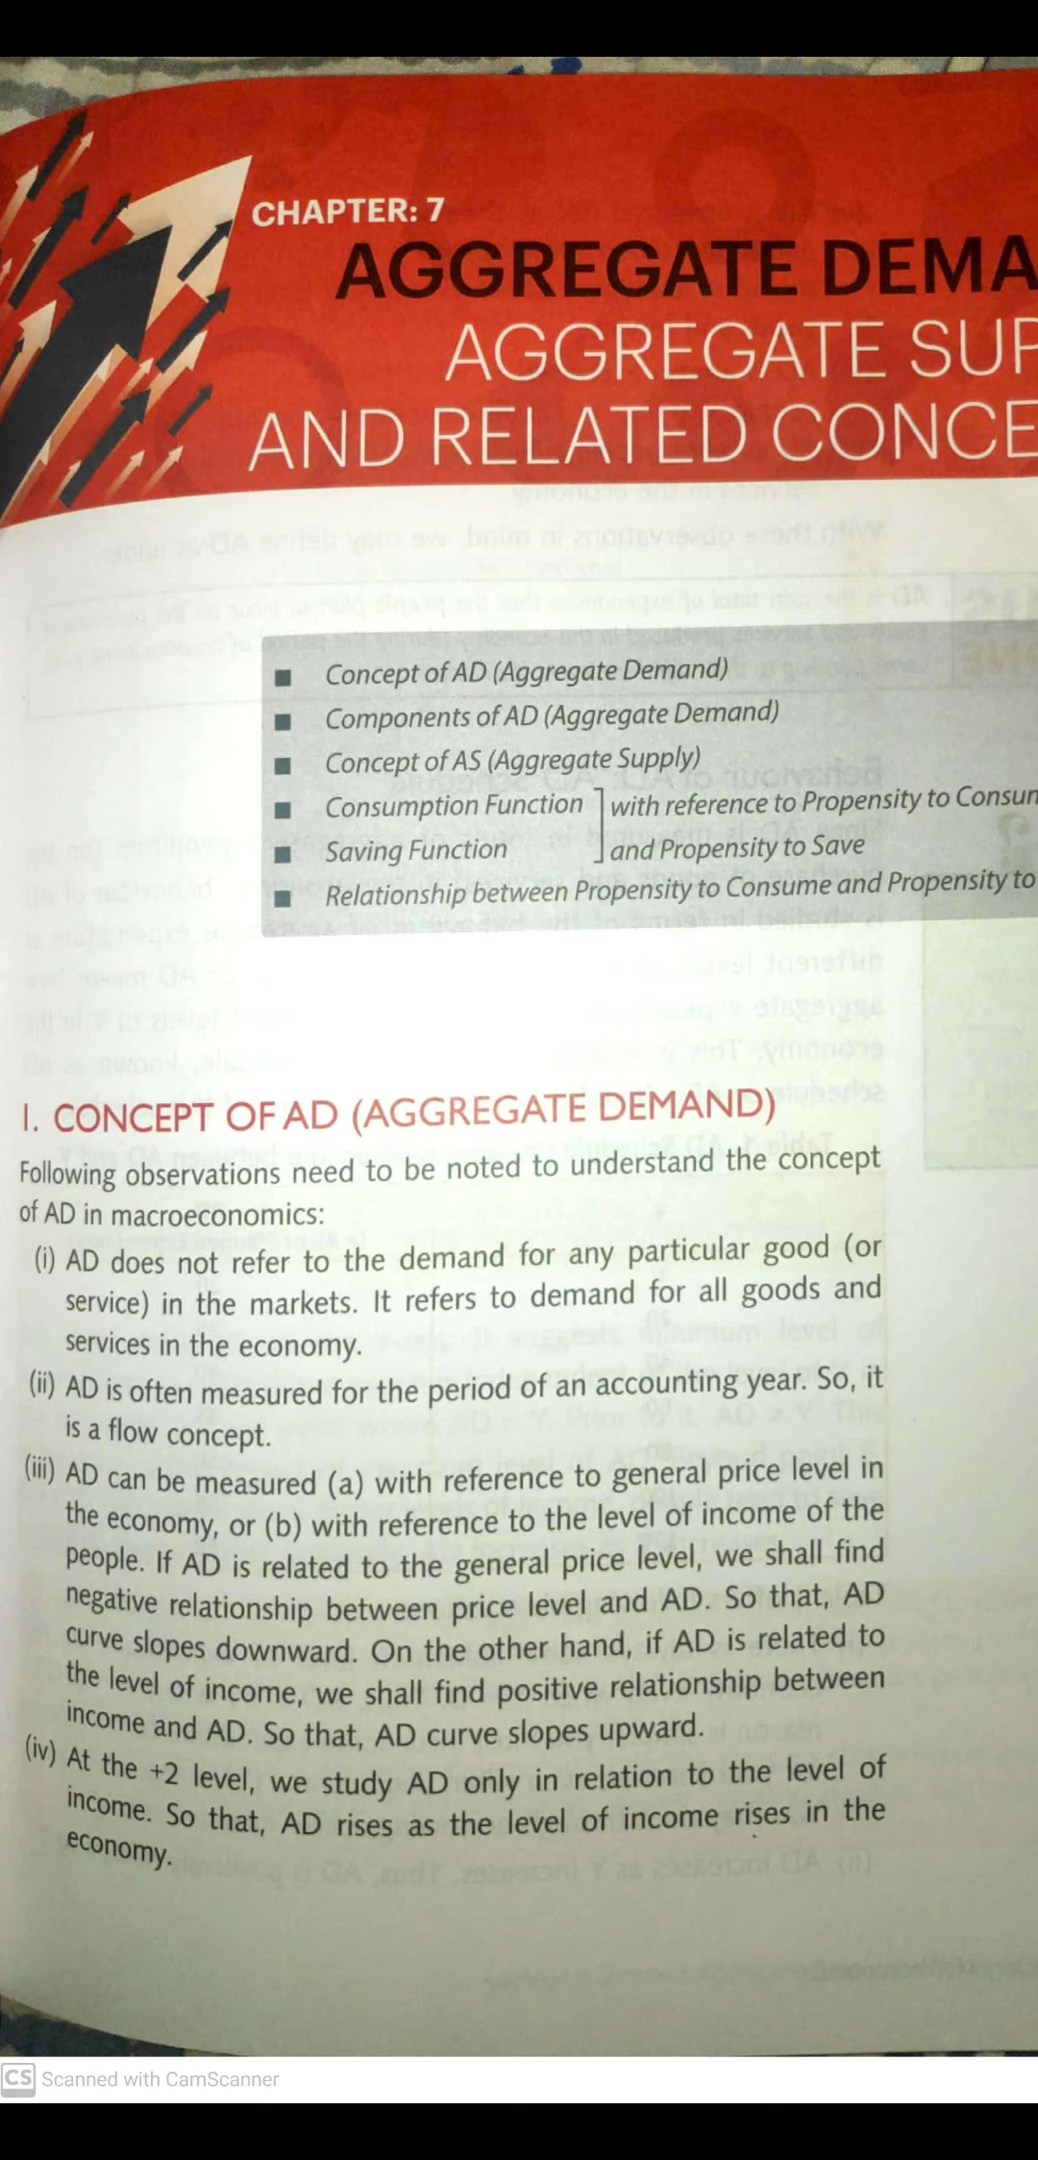 CHAPTER: 7
AGGREGATE DEMA
AGGREGATE SUP
AND RELATED CONCE
■ Concept of AD (Aggregate Demand)
■ Components of AD (Aggregate Demand)
■ Concept of AS (Aggregate Supply)
■ Consumption Function ] with reference to Propensity to Consum
■ Saving Function ] and Propensity to Save
■ Relationship between Propensity to Consume and Propensity to
I. CONCEPT OF AD (AGGREGATE DEMAND)
Following observations need to be noted to understand the concept
of AD in macroeconomics:
(i) AD does not refer to the demand for any particular good (or
service) in the markets. It refers to demand for all goods and
services in the economy.
(ii) AD is often measured for the period of an accounting year. So, it
is a flow concept.
(iii) AD can be measured (a) with reference to general price level in
the economy, or (b) with reference to the level of income of the
people. If AD is related to the general price level, we shall find
negative relationship between price level and AD. So that, AD
curve slopes downward. On the other hand, if AD is related to
the level of income, we shall find positive relationship between
income and AD. So that, AD curve slopes upward.
(iv) At the +2 level, we study AD only in relation to the level of
income. So that, AD rises as the level of income rises in the
economy.
CS Scanned with CamScanner